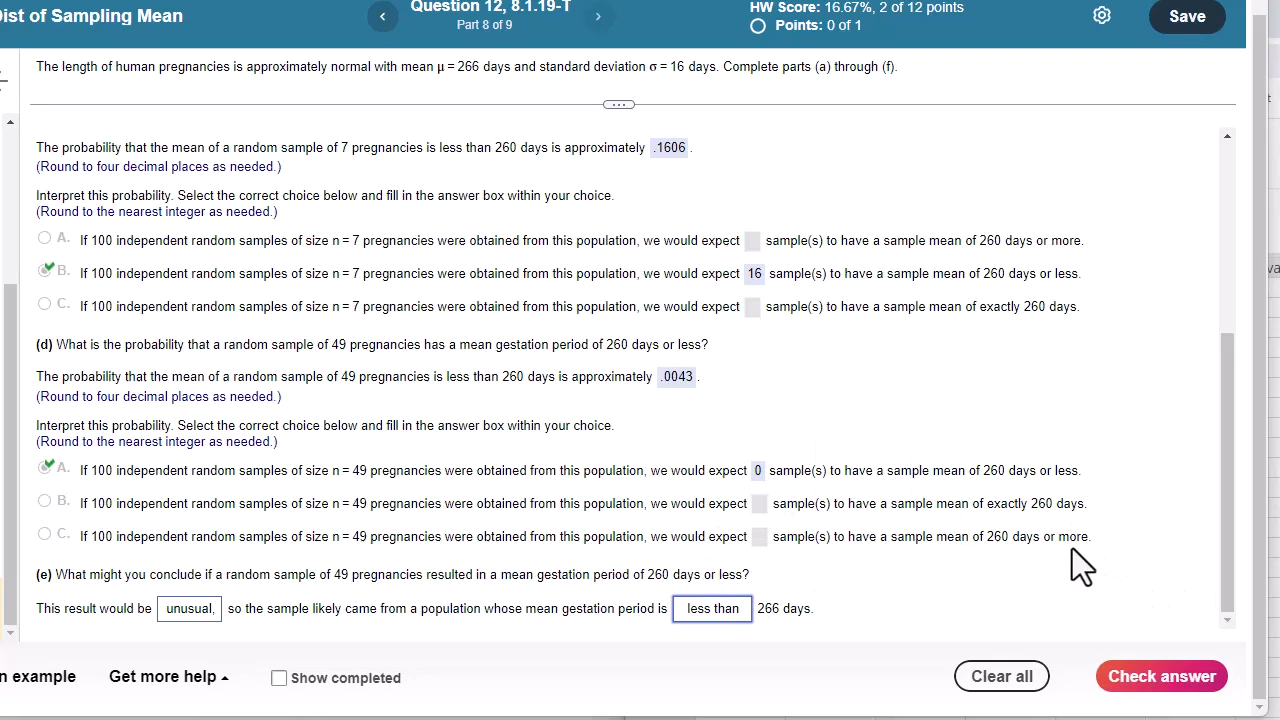 Dist of Sampling Mean
Question 12, 8.1.19-T
Part 8 of 9
HW Score: 16.67%, 2 of 12 points
Points: 0 of 1
Save
The length of human pregnancies is approximately normal with mean μ = 266 days and standard deviation σ = 16 days. Complete parts (a) through (f).
The probability that the mean of a random sample of 7 pregnancies is less than 260 days is approximately .1606 .
(Round to four decimal places as needed.)
Interpret this probability. Select the correct choice below and fill in the answer box within your choice.
(Round to the nearest integer as needed.)
A. If 100 independent random samples of size n = 7 pregnancies were obtained from this population, we would expect sample(s) to have a sample mean of 260 days or more.
B. If 100 independent random samples of size n = 7 pregnancies were obtained from this population, we would expect 16 sample(s) to have a sample mean of 260 days or less.
C. If 100 independent random samples of size n = 7 pregnancies were obtained from this population, we would expect sample(s) to have a sample mean of exactly 260 days.
(d) What is the probability that a random sample of 49 pregnancies has a mean gestation period of 260 days or less?
The probability that the mean of a random sample of 49 pregnancies is less than 260 days is approximately .0043 .
(Round to four decimal places as needed.)
Interpret this probability. Select the correct choice below and fill in the answer box within your choice.
(Round to the nearest integer as needed.)
A. If 100 independent random samples of size n = 49 pregnancies were obtained from this population, we would expect 0 sample(s) to have a sample mean of 260 days or less.
B. If 100 independent random samples of size n = 49 pregnancies were obtained from this population, we would expect sample(s) to have a sample mean of exactly 260 days.
C. If 100 independent random samples of size n = 49 pregnancies were obtained from this population, we would expect sample(s) to have a sample mean of 260 days or more.
(e) What might you conclude if a random sample of 49 pregnancies resulted in a mean gestation period of 260 days or less?
This result would be unusual, so the sample likely came from a population whose mean gestation period is less than 266 days.
n example
Get more help
Show completed
Clear all
Check answer